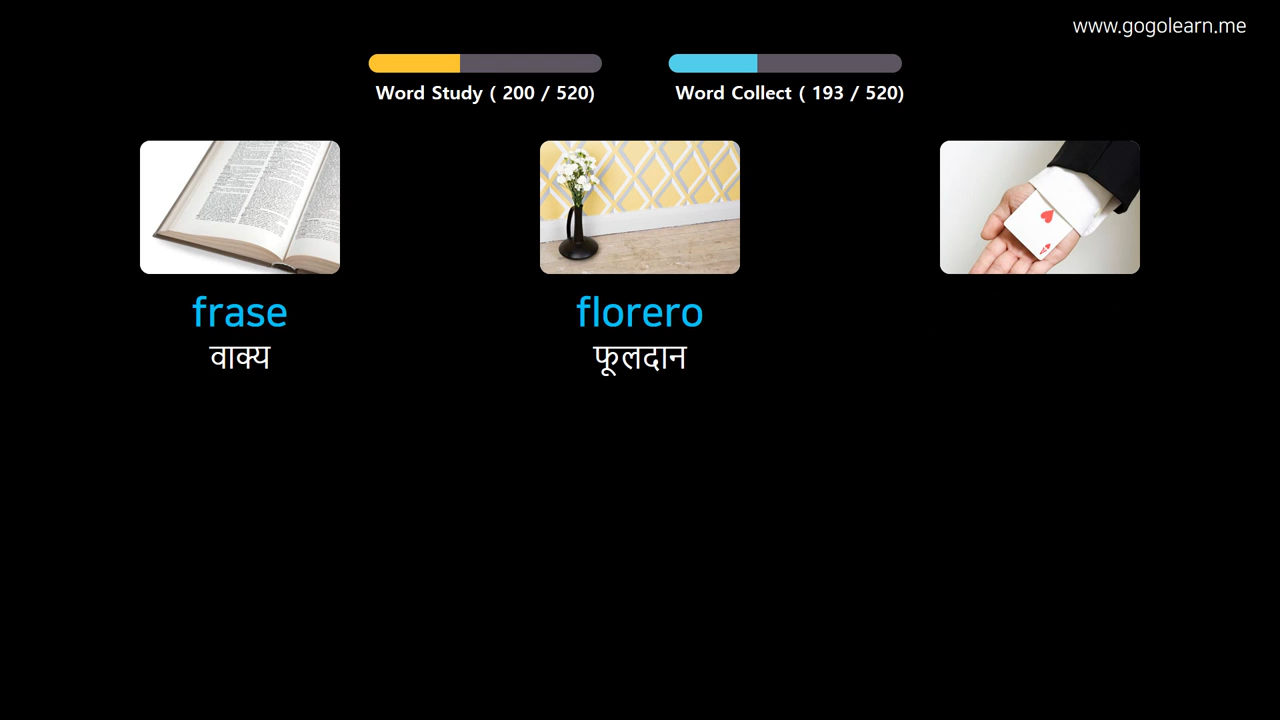 www.gogolearn.me
Word Study ( 200 / 520)
Word Collect ( 193 / 520)
frase
florero
वाक्य
फूलदान